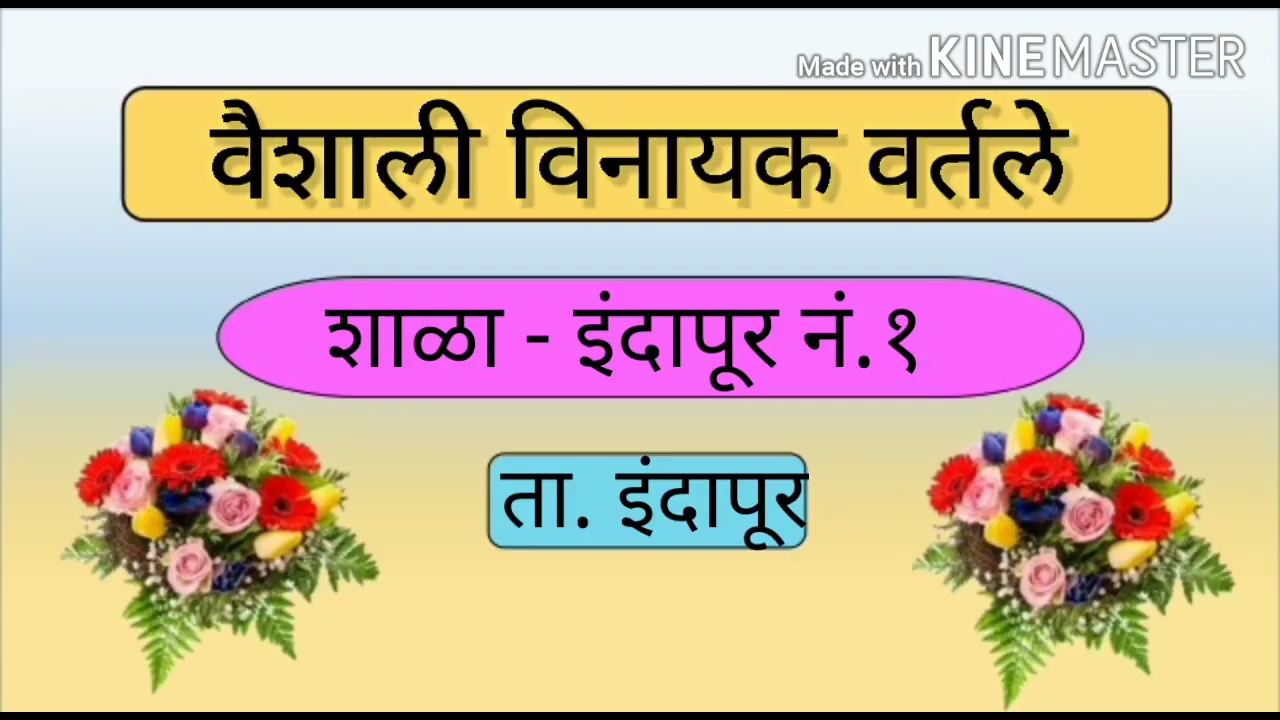 Made with KINEMASTER
वैशाली विनायक वर्तले
शाळा - इंदापूर नं.१
ता. इंदापूर